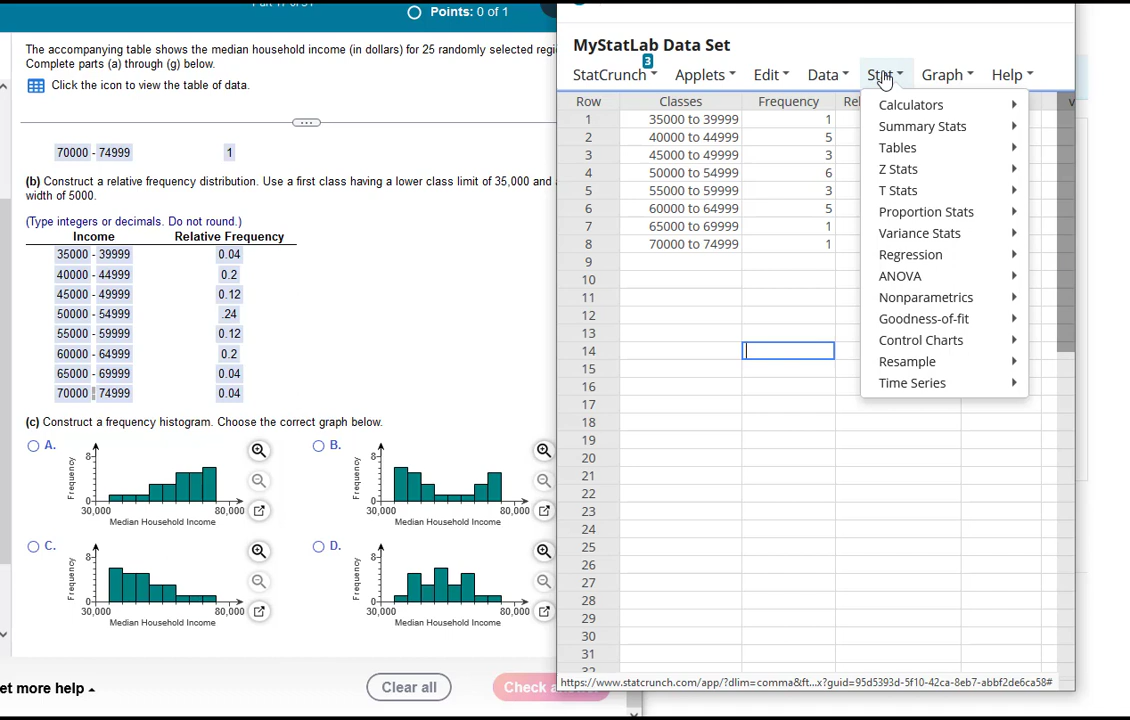 Points: 0 of 1
The accompanying table shows the median household income (in dollars) for 25 randomly selected regi
Complete parts (a) through (g) below.
Click the icon to view the table of data.
70000 - 74999 1
(b) Construct a relative frequency distribution. Use a first class having a lower class limit of 35,000 and
width of 5000.
(Type integers or decimals. Do not round.)
Income Relative Frequency
35000 - 39999 0.04
40000 - 44999 0.2
45000 - 49999 0.12
50000 - 54999 .24
55000 - 59999 0.12
60000 - 64999 0.2
65000 - 69999 0.04
70000 - 74999 0.04
(c) Construct a frequency histogram. Choose the correct graph below.
A.
Frequency
8
0
30,000 80,000
Median Household Income
B.
Frequency
8
0
30,000 80,000
Median Household Income
C.
Frequency
8
0
30,000 80,000
Median Household Income
D.
Frequency
8
0
30,000 80,000
Median Household Income
et more help
Clear all
Check a
MyStatLab Data Set
3
StatCrunch Applets Edit Data Stat Graph Help
Row Classes Frequency Rel v
1 35000 to 39999 1
2 40000 to 44999 5
3 45000 to 49999 3
4 50000 to 54999 6
5 55000 to 59999 3
6 60000 to 64999 5
7 65000 to 69999 1
8 70000 to 74999 1
9
10
11
12
13
14
15
16
17
18
19
20
21
22
23
24
25
26
27
28
29
30
31
32
Calculators
Summary Stats
Tables
Z Stats
T Stats
Proportion Stats
Variance Stats
Regression
ANOVA
Nonparametrics
Goodness-of-fit
Control Charts
Resample
Time Series
https://www.statcrunch.com/app/?dlim=comma&ft...x?guid=95d5393d-5f10-42ca-8eb7-abbf2de6ca58#